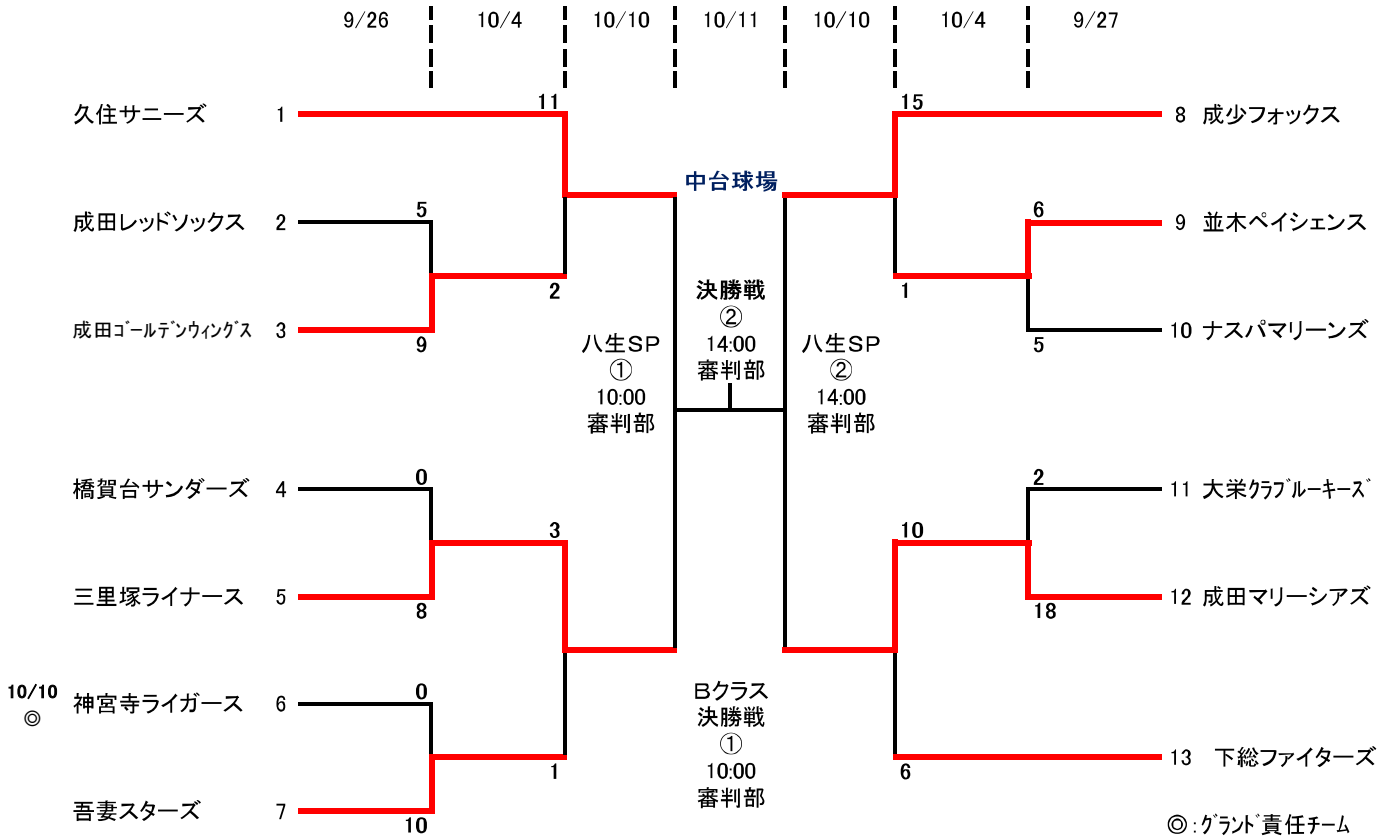 9/26 10/4 10/10 10/11 10/10 10/4 9/27
久住サニーズ 1 11 15 8 成少フォックス
中台球場
成田レッドソックス 2 5 6 9 並木ペイシェンス
2 決勝戦 1
②
成田ｺﾞｰﾙﾃﾞﾝｳｨﾝｸﾞｽ 3 9 14:00 5 10 ナスパマリーンズ
八生SP 審判部 八生SP
① ②
10:00 14:00
審判部 審判部
橋賀台サンダーズ 4 0 2 11 大栄ｸﾗﾌﾞﾙｰｷｰｽﾞ
3 10
三里塚ライナース 5 8 18 12 成田マリーシアズ
10/10 神宮寺ライガース 6 0 Bクラス
◎ 決勝戦
①
1 10:00 6 13 下総ファイターズ
審判部
吾妻スターズ 7 10
◎:ｸﾞﾗﾝﾄﾞ責任チーム